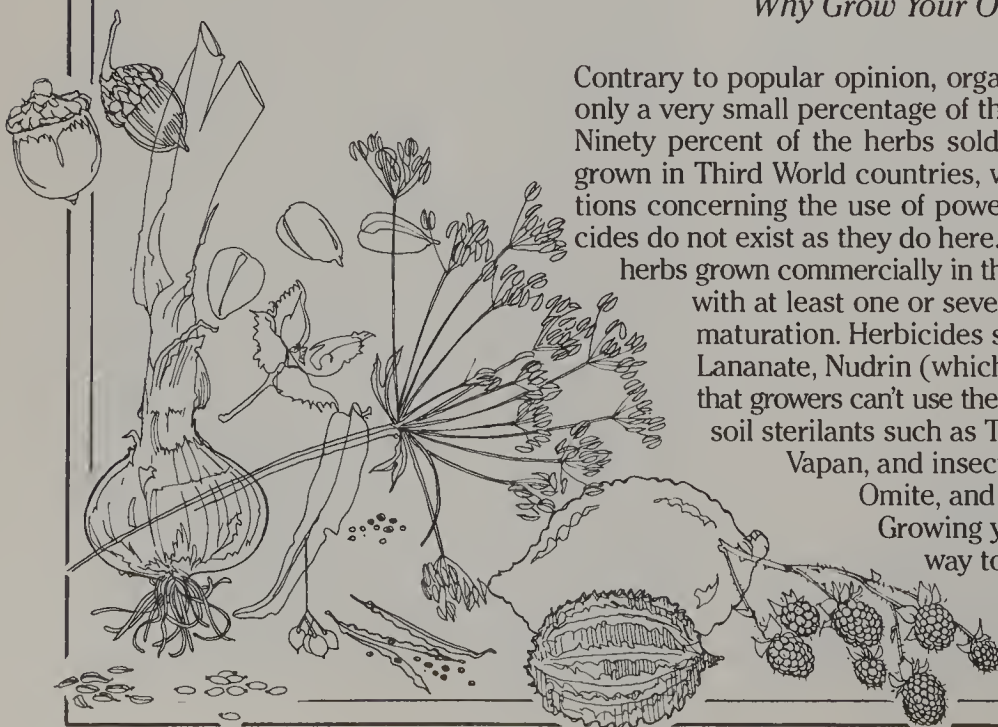 Why Grow Your O
Contrary to popular opinion, orga
only a very small percentage of th
Ninety percent of the herbs sold
grown in Third World countries, w
tions concerning the use of powe
cides do not exist as they do here.
herbs grown commercially in th
with at least one or seve
maturation. Herbicides s
Lananate, Nudrin (which
that growers can't use the
soil sterilants such as T
Vapan, and insec
Omite, and
Growing y
way to